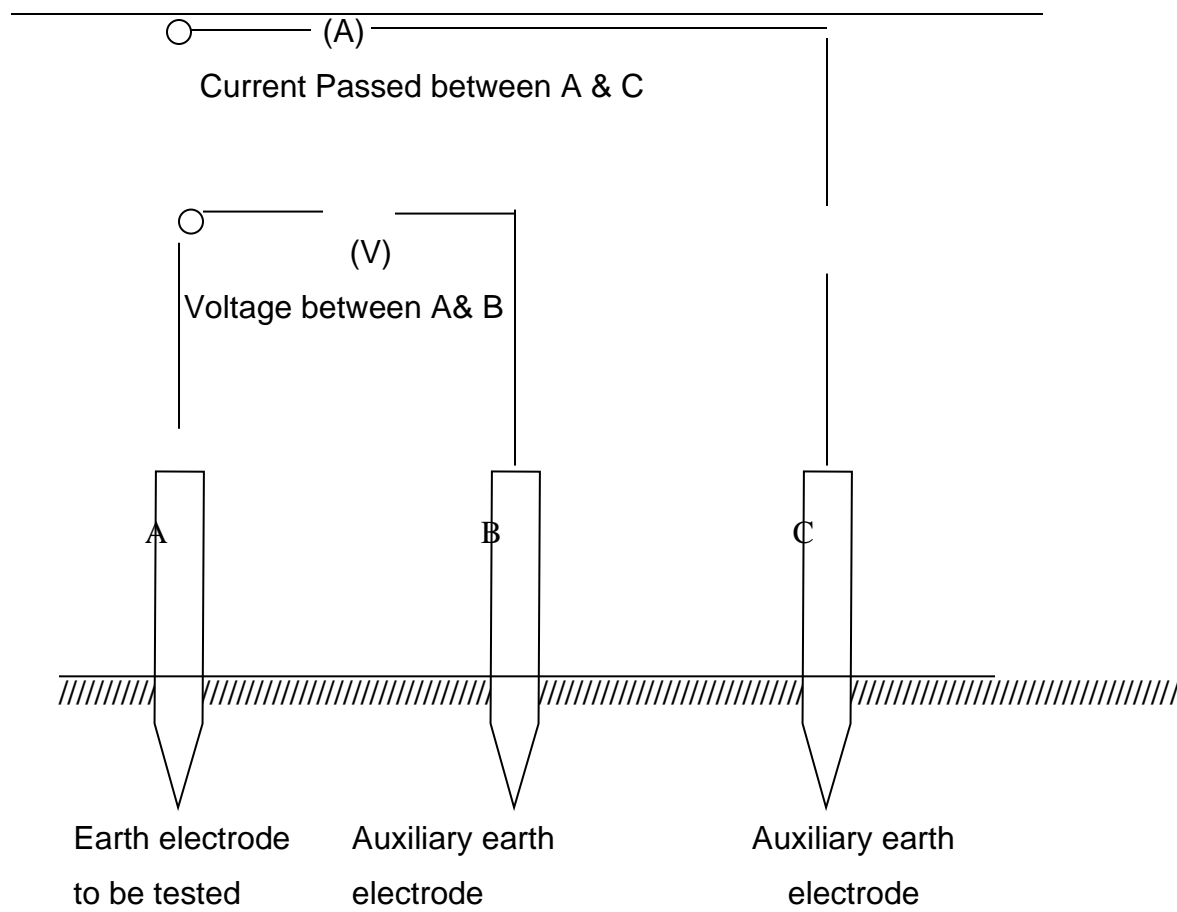 (A)
Current Passed between A & C
(V)
Voltage between A& B
A B C
Earth electrode
to be tested
Auxiliary earth
electrode
Auxiliary earth
electrode